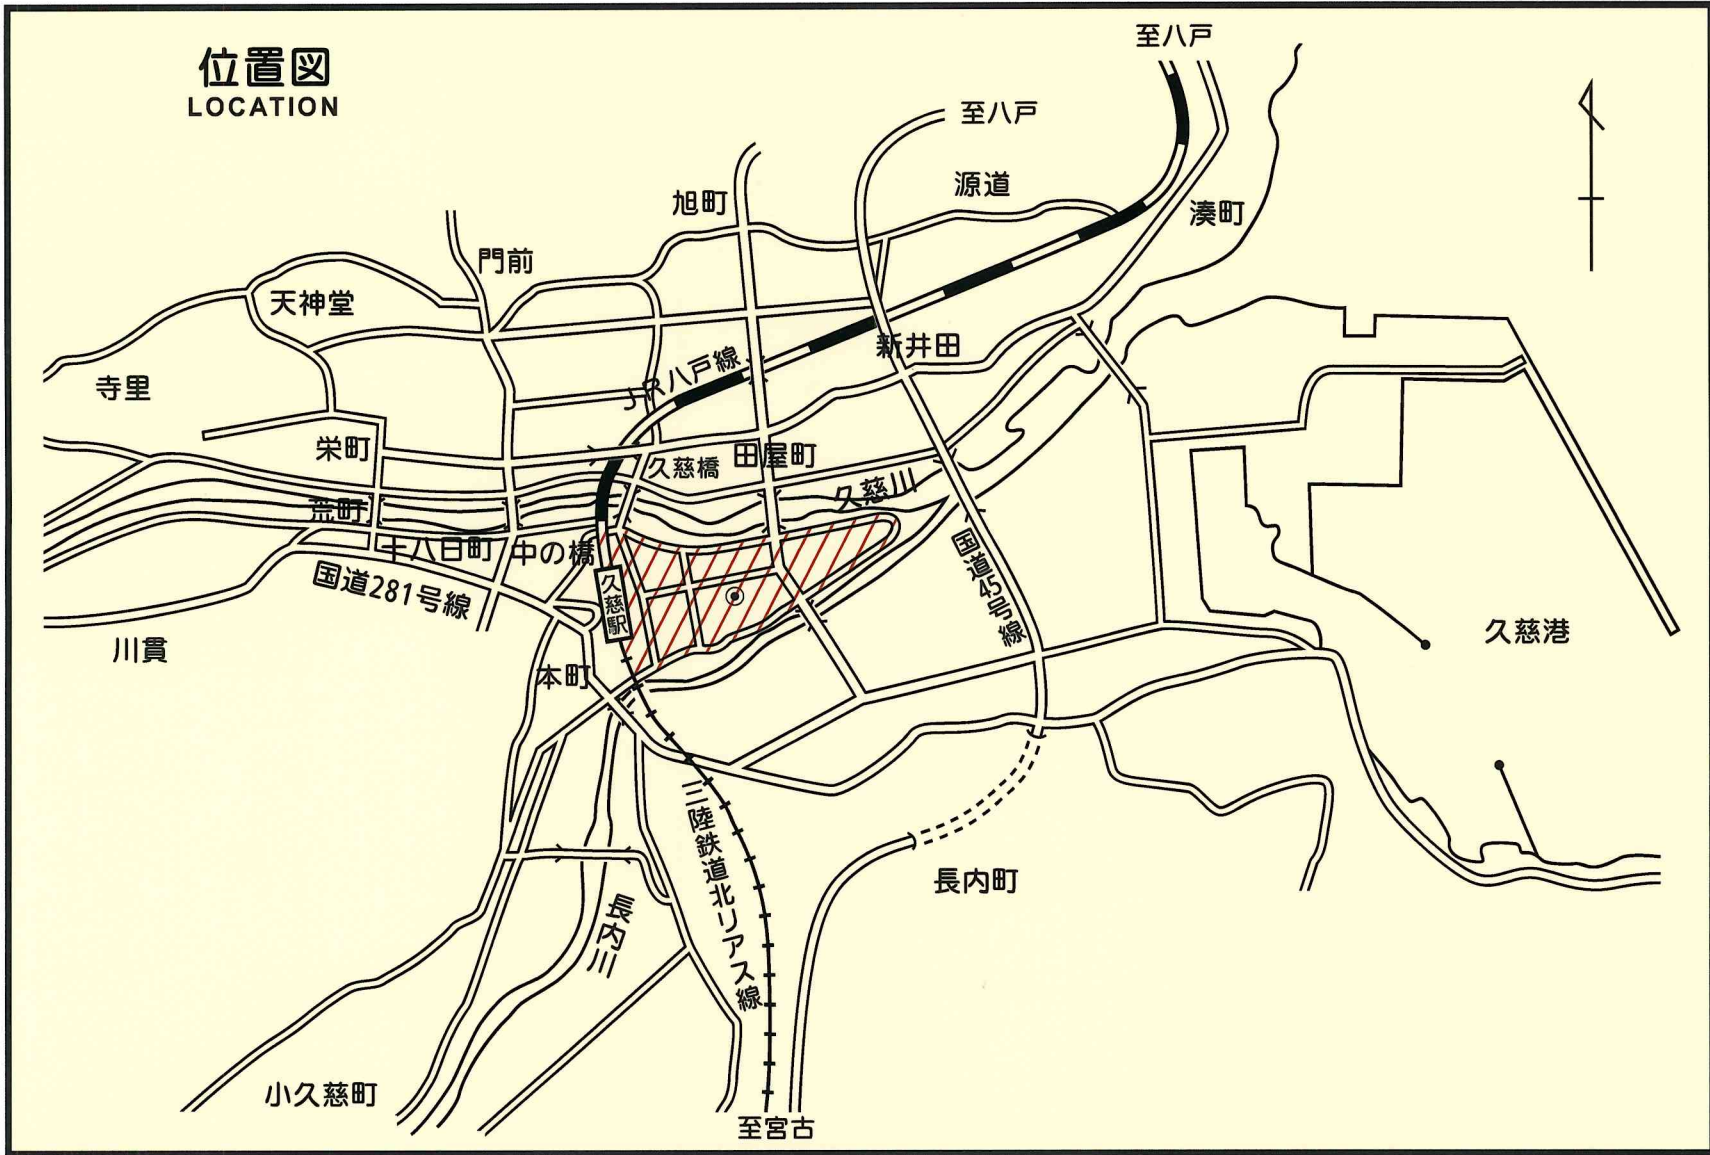 位置図
LOCATION
至八戸
至八戸
源道
旭町
湊町
門前
天神堂
新井田
JR八戸線
寺里
栄町
久慈橋
田屋町
久慈川
荒町
十八日町
中の橋
国道281号線
久慈駅
国道45号線
川貫
本町
久慈港
三陸鉄道北リアス線
長内町
長内川
小久慈町
至宮古